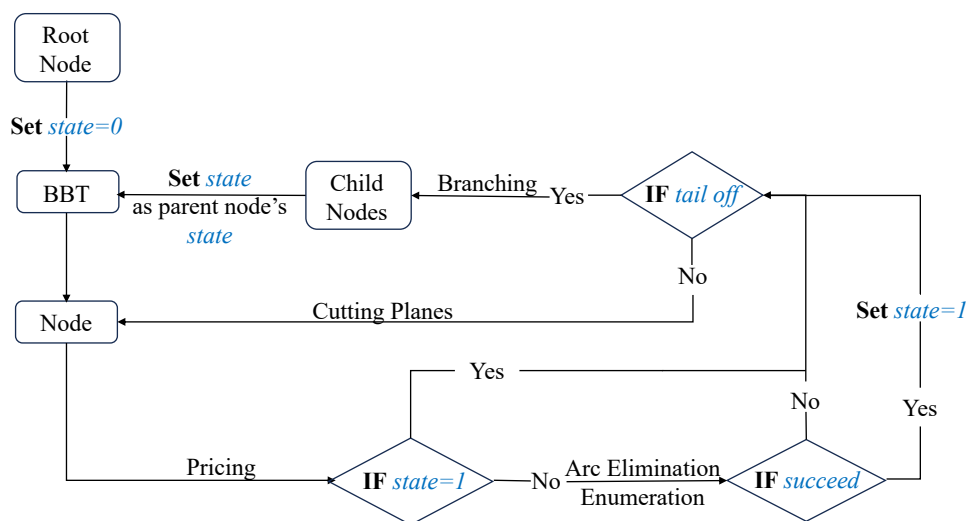 Root
Node
Set state=0
BBT
Set state
as parent node's
state
Child
Nodes
Branching
Yes
IF tail off
No
Node
Cutting Planes
Set state=1
Yes
No
Yes
Pricing
IF state=1
No
Arc Elimination
Enumeration
IF succeed